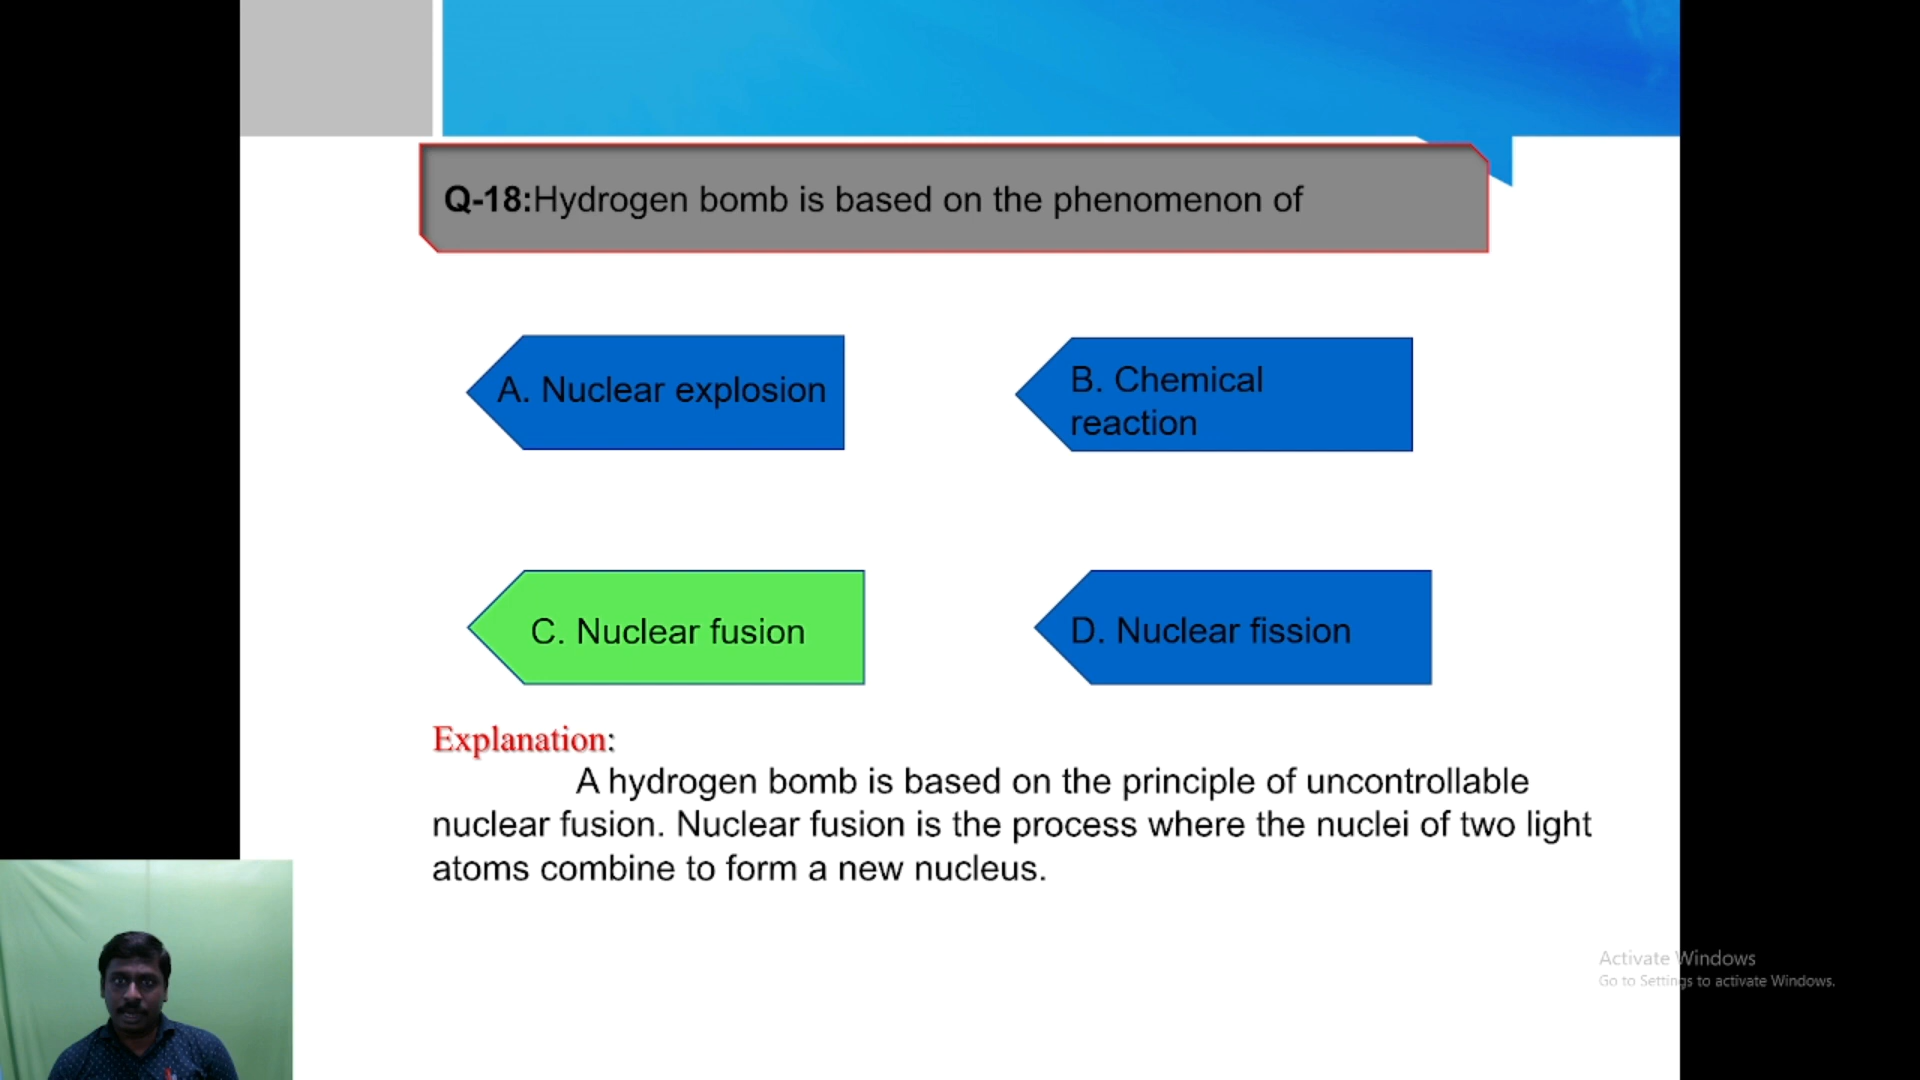 Q-18:Hydrogen bomb is based on the phenomenon of
A. Nuclear explosion
B. Chemical
reaction
C. Nuclear fusion
D. Nuclear fission
Explanation:
A hydrogen bomb is based on the principle of uncontrollable
nuclear fusion. Nuclear fusion is the process where the nuclei of two light
atoms combine to form a new nucleus.
Activate Windows
Go to Settings to activate Windows.